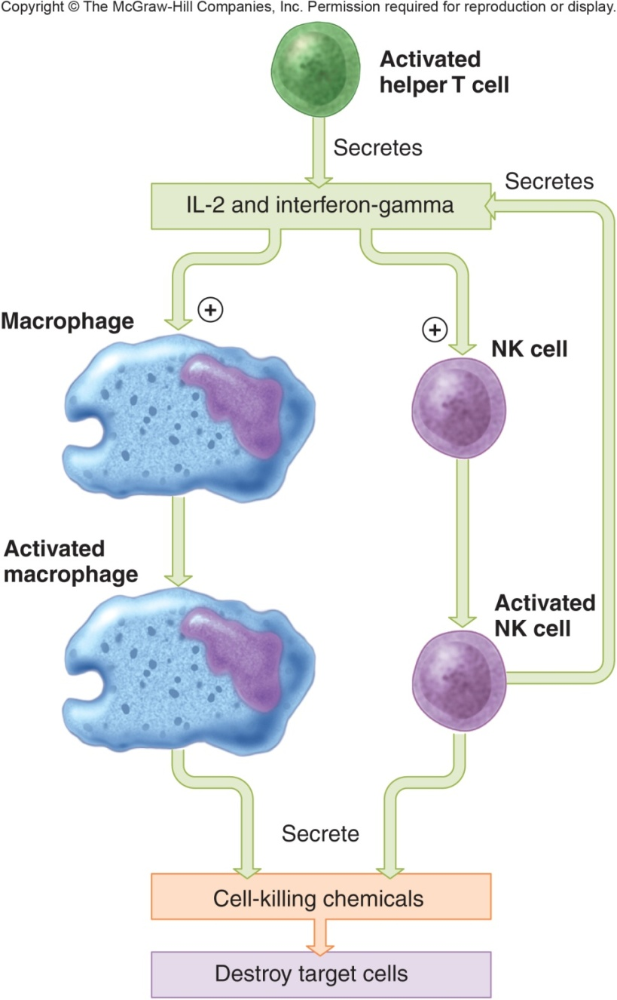 Copyright © The McGraw-Hill Companies, Inc. Permission required for reproduction or display.
Activated
helper T cell
Secretes
Secretes
IL-2 and interferon-gamma
+
Macrophage
+
NK cell
Activated
macrophage
Activated
NK cell
Secrete
Cell-killing chemicals
Destroy target cells